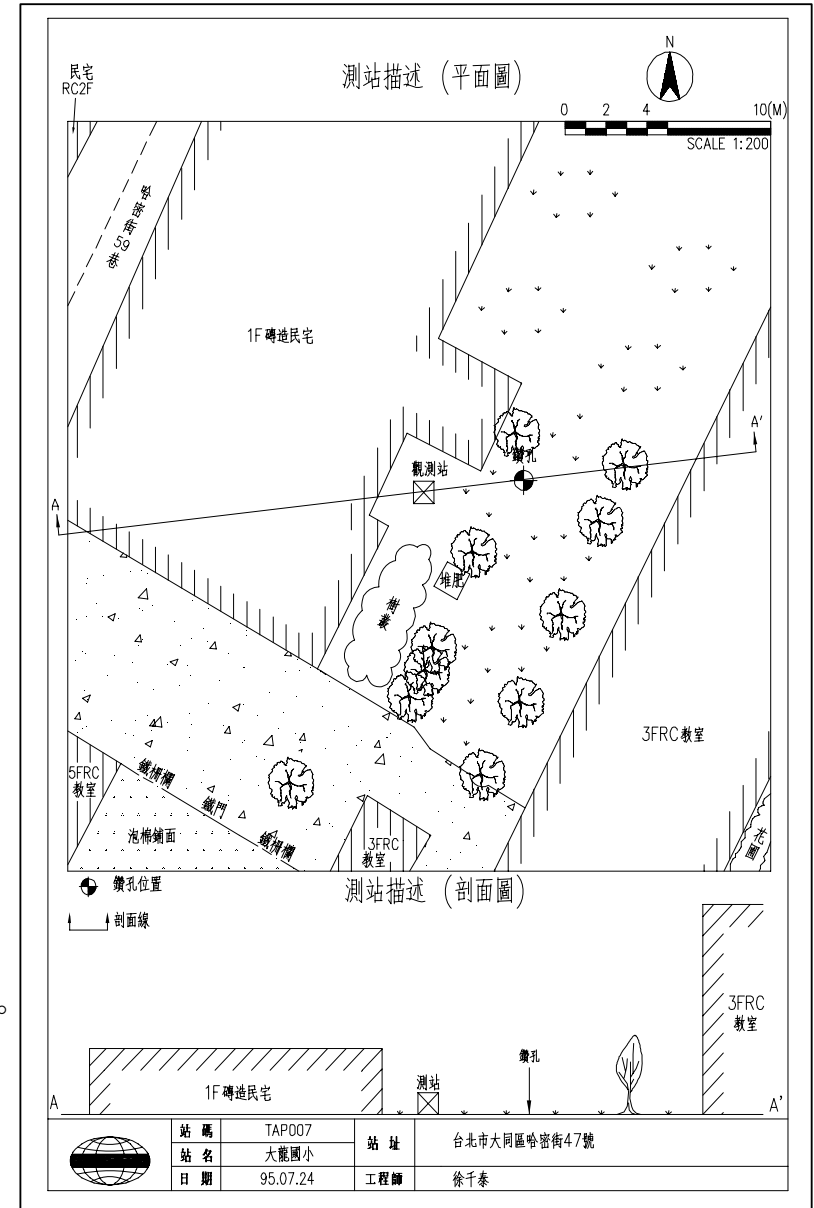 測站描述 (平面圖)
N
民宅
RC2F
0 2 4 10(M)
SCALE 1:200
哈密街59巷
1F磚造民宅
A'
鑽孔
觀測站
A
堆肥
樹叢
3FRC教室
5FRC
教室
鐵柵欄
鐵門
鐵柵欄
泡棉鋪面
3FRC
教室
花圃
鑽孔位置
測站描述 (剖面圖)
剖面線
3FRC
教室
鑽孔
測站
1F磚造民宅
A
A'
站碼 TAP007 站址 台北市大同區哈密街47號
站名 大龍國小
日期 95.07.24 工程師 徐千泰